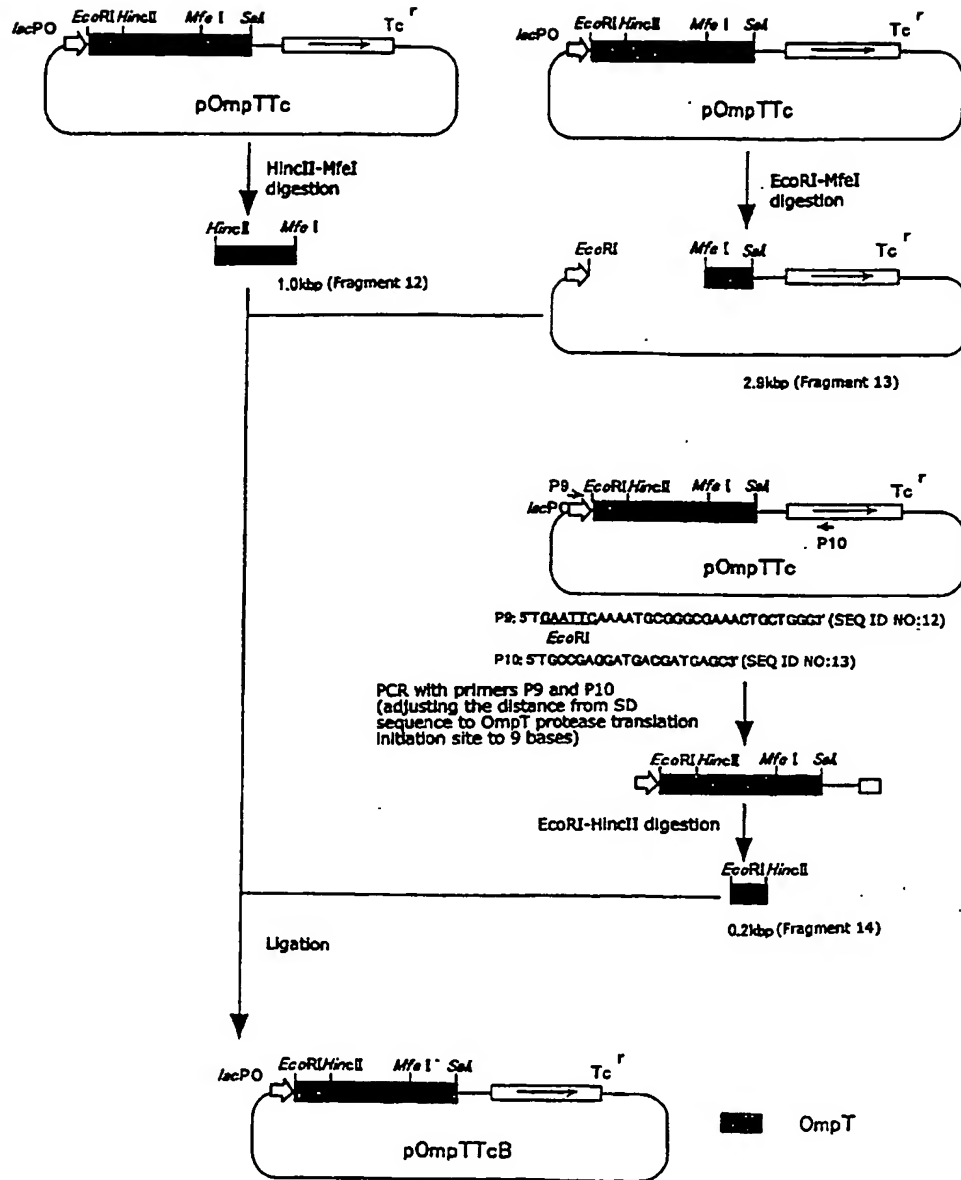 lacPO EcoRI HincII Mfe I SalI Tc r
pOmpTTc
HincII-MfeI
digestion
HincII Mfe I
1.0kbp (Fragment 12)
lacPO EcoRI HincII Mfe I SalI Tc r
pOmpTTc
EcoRI-MfeI
digestion
EcoRI Mfe I SalI Tc r
2.9kbp (Fragment 13)
P9 EcoRI HincII Mfe I SalI Tc r
lacPO
P10
pOmpTTc
P9: 5'TGAATTCAAAATGCGGGCGAAACTGCTGGGT (SEQ ID NO:12)
EcoRI
P10: 5'TGCCGAGGATGACGATGAGCT (SEQ ID NO:13)
PCR with primers P9 and P10
(adjusting the distance from SD
sequence to OmpT protease translation
initiation site to 9 bases)
EcoRI HincII Mfe I SalI
EcoRI-HincII digestion
EcoRI HincII
0.2kbp (Fragment 14)
Ligation
lacPO EcoRI HincII Mfe I SalI Tc r
pOmpTTcB
OmpT